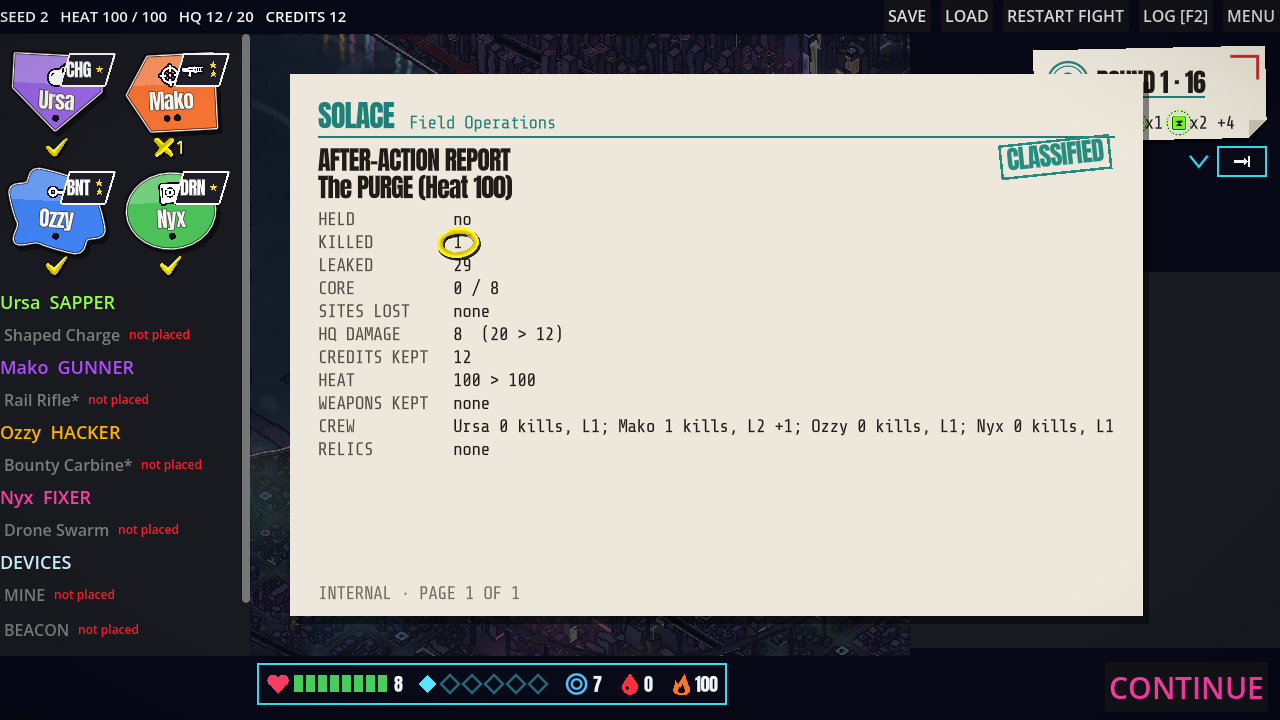 SEED 2 HEAT 100 / 100 HQ 12 / 20 CREDITS 12
SAVE LOAD RESTART FIGHT LOG [F2] MENU
CHG
Ursa
Mako
1
BNT
Ozzy
DRN
Nyx
Ursa SAPPER
Shaped Charge not placed
Mako GUNNER
Rail Rifle* not placed
Ozzy HACKER
Bounty Carbine* not placed
Nyx FIXER
Drone Swarm not placed
DEVICES
MINE not placed
BEACON not placed
SOLACE Field Operations
CLASSIFIED
AFTER-ACTION REPORT
The PURGE (Heat 100)
HELD no
KILLED 1
LEAKED 29
CORE 0 / 8
SITES LOST none
HQ DAMAGE 8 (20 > 12)
CREDITS KEPT 12
HEAT 100 > 100
WEAPONS KEPT none
CREW Ursa 0 kills, L1; Mako 1 kills, L2 +1; Ozzy 0 kills, L1; Nyx 0 kills, L1
RELICS none
INTERNAL · PAGE 1 OF 1
ROUND 1 · 16
x1 x2 +4
8 7 0 100
CONTINUE